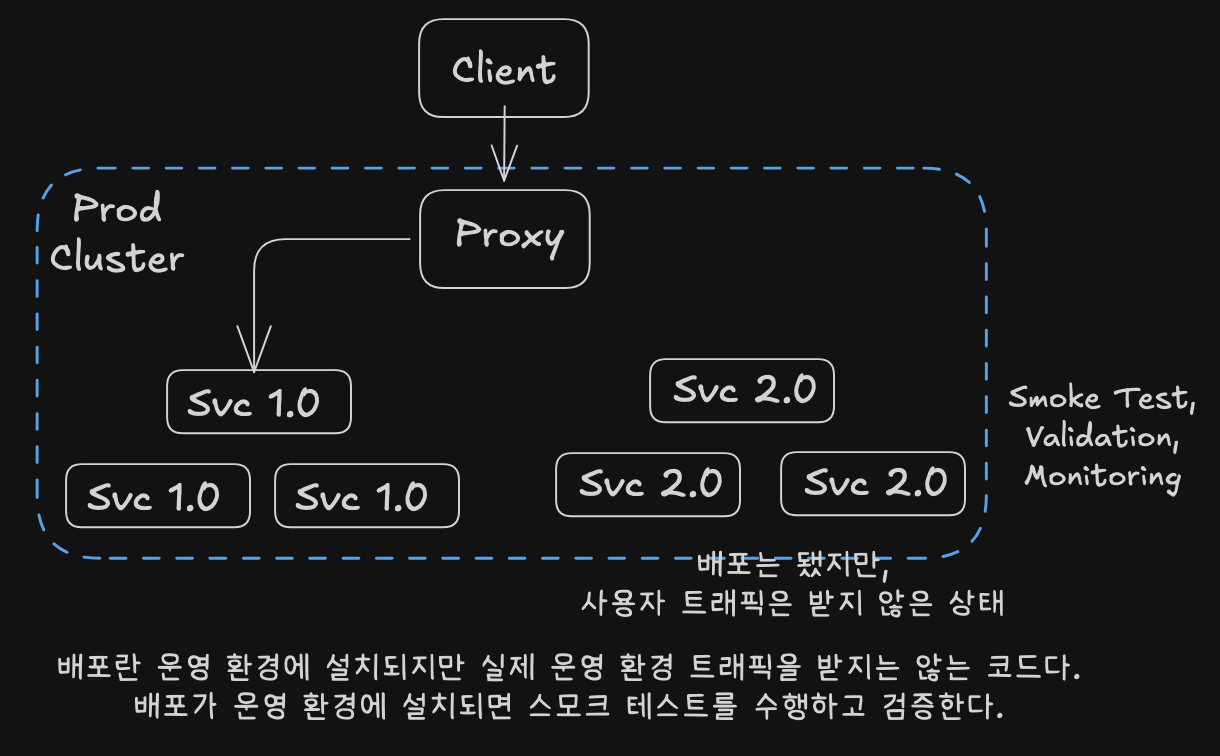 Client
Prod
Cluster
Proxy
Svc 1.0
Svc 2.0
Svc 1.0
Svc 1.0
Svc 2.0
Svc 2.0
Smoke Test,
Validation,
Monitoring
배포는 됐지만,
사용자 트래픽은 받지 않은 상태
배포란 운영 환경에 설치되지만 실제 운영 환경 트래픽을 받지는 않는 코드다.
배포가 운영 환경에 설치되면 스모크 테스트를 수행하고 검증한다.